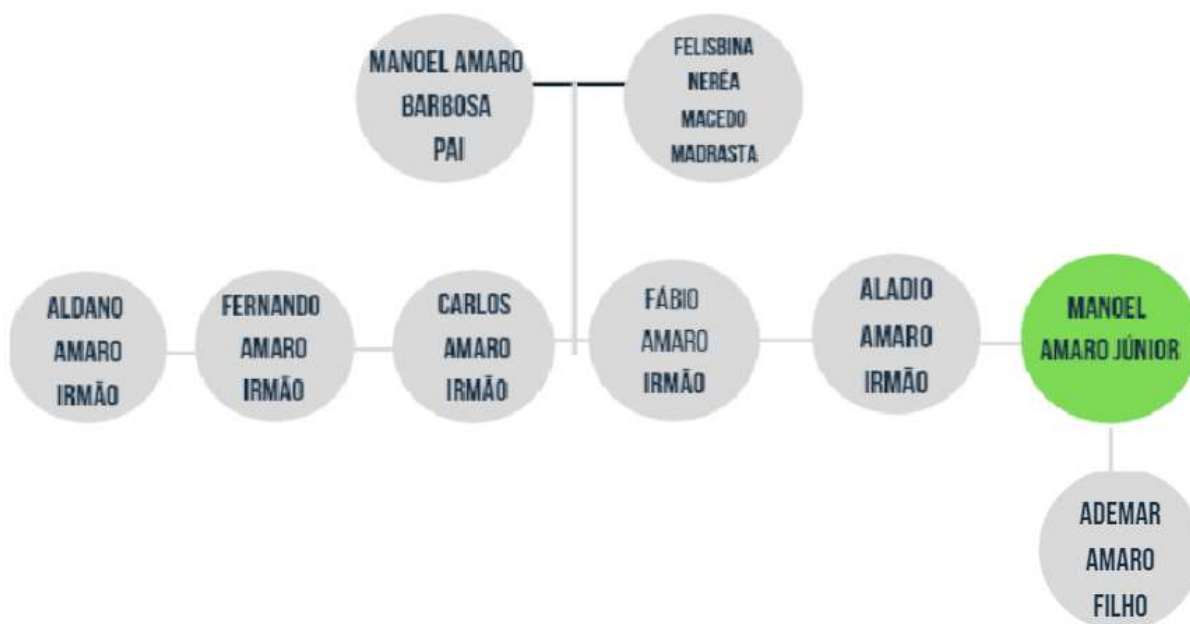 MANOEL AMARO
BARBOSA
PAI
FELISBINA
NERÊA
MACEDO
MADRASTA
ALDANO
AMARO
IRMÃO
FERNANDO
AMARO
IRMÃO
CARLOS
AMARO
IRMÃO
FÁBIO
AMARO
IRMÃO
ALADIO
AMARO
IRMÃO
MANOEL
AMARO JÚNIOR
ADEMAR
AMARO
FILHO